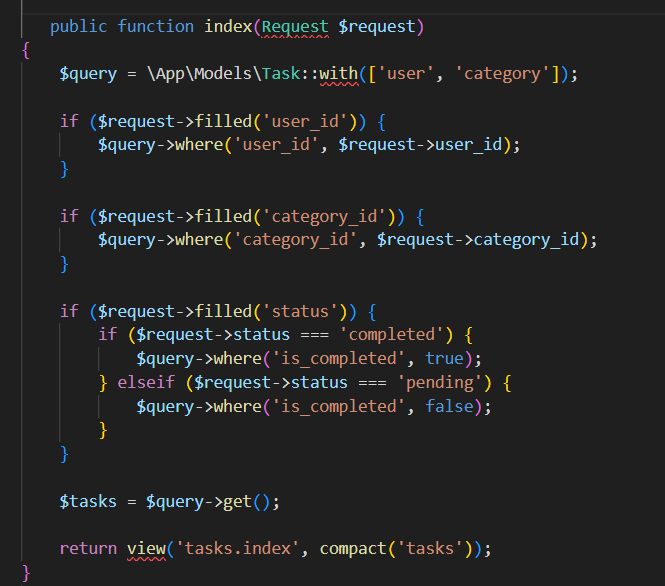 public function index(Request $request)
{
    $query = \App\Models\Task::with(['user', 'category']);

    if ($request->filled('user_id')) {
        $query->where('user_id', $request->user_id);
    }

    if ($request->filled('category_id')) {
        $query->where('category_id', $request->category_id);
    }

    if ($request->filled('status')) {
        if ($request->status === 'completed') {
            $query->where('is_completed', true);
        } elseif ($request->status === 'pending') {
            $query->where('is_completed', false);
        }
    }

    $tasks = $query->get();

    return view('tasks.index', compact('tasks'));
}